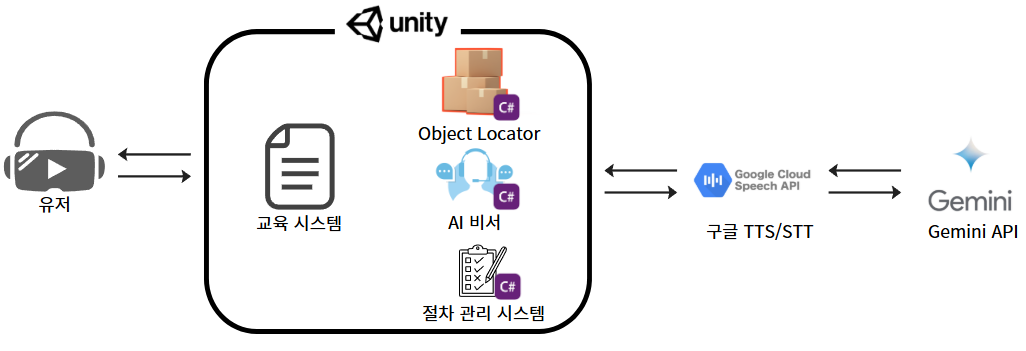 unity
C#
Object Locator
유저
교육 시스템
C#
AI 비서
C#
절차 관리 시스템
Google Cloud
Speech API
구글 TTS/STT
Gemini
Gemini API